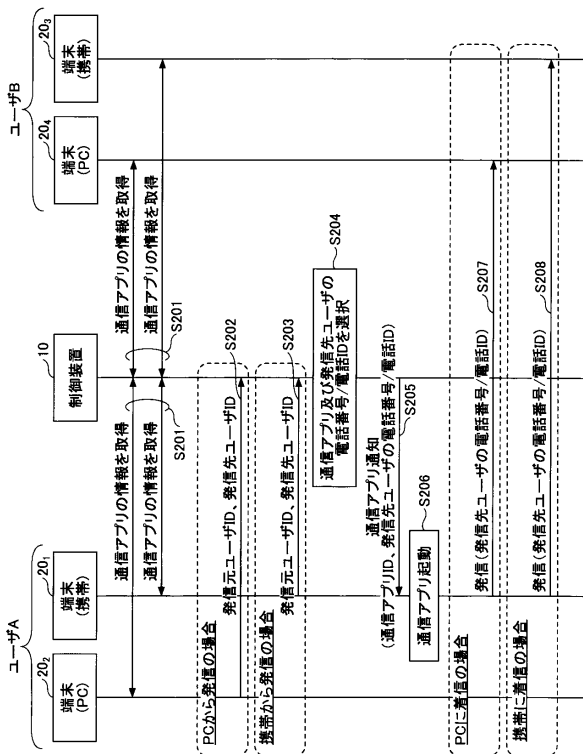 ユーザA
ユーザB
20₂
端末
(PC)
20₁
端末
(携帯)
10
制御装置
20₄
端末
(PC)
20₃
端末
(携帯)
通信アプリの情報を取得
通信アプリの情報を取得
通信アプリの情報を取得
通信アプリの情報を取得
S201
S201
PCから発信の場合
発信元ユーザID、発信先ユーザID
S202
携帯から発信の場合
発信元ユーザID、発信先ユーザID
S203
S204
通信アプリ及び発信先ユーザの
電話番号/電話IDを選択
通信アプリ通知
(通信アプリID、発信先ユーザの電話番号/電話ID)
S205
S206
通信アプリ起動
PCに着信の場合
発信(発信先ユーザの電話番号/電話ID)
S207
携帯に着信の場合
発信(発信先ユーザの電話番号/電話ID)
S208